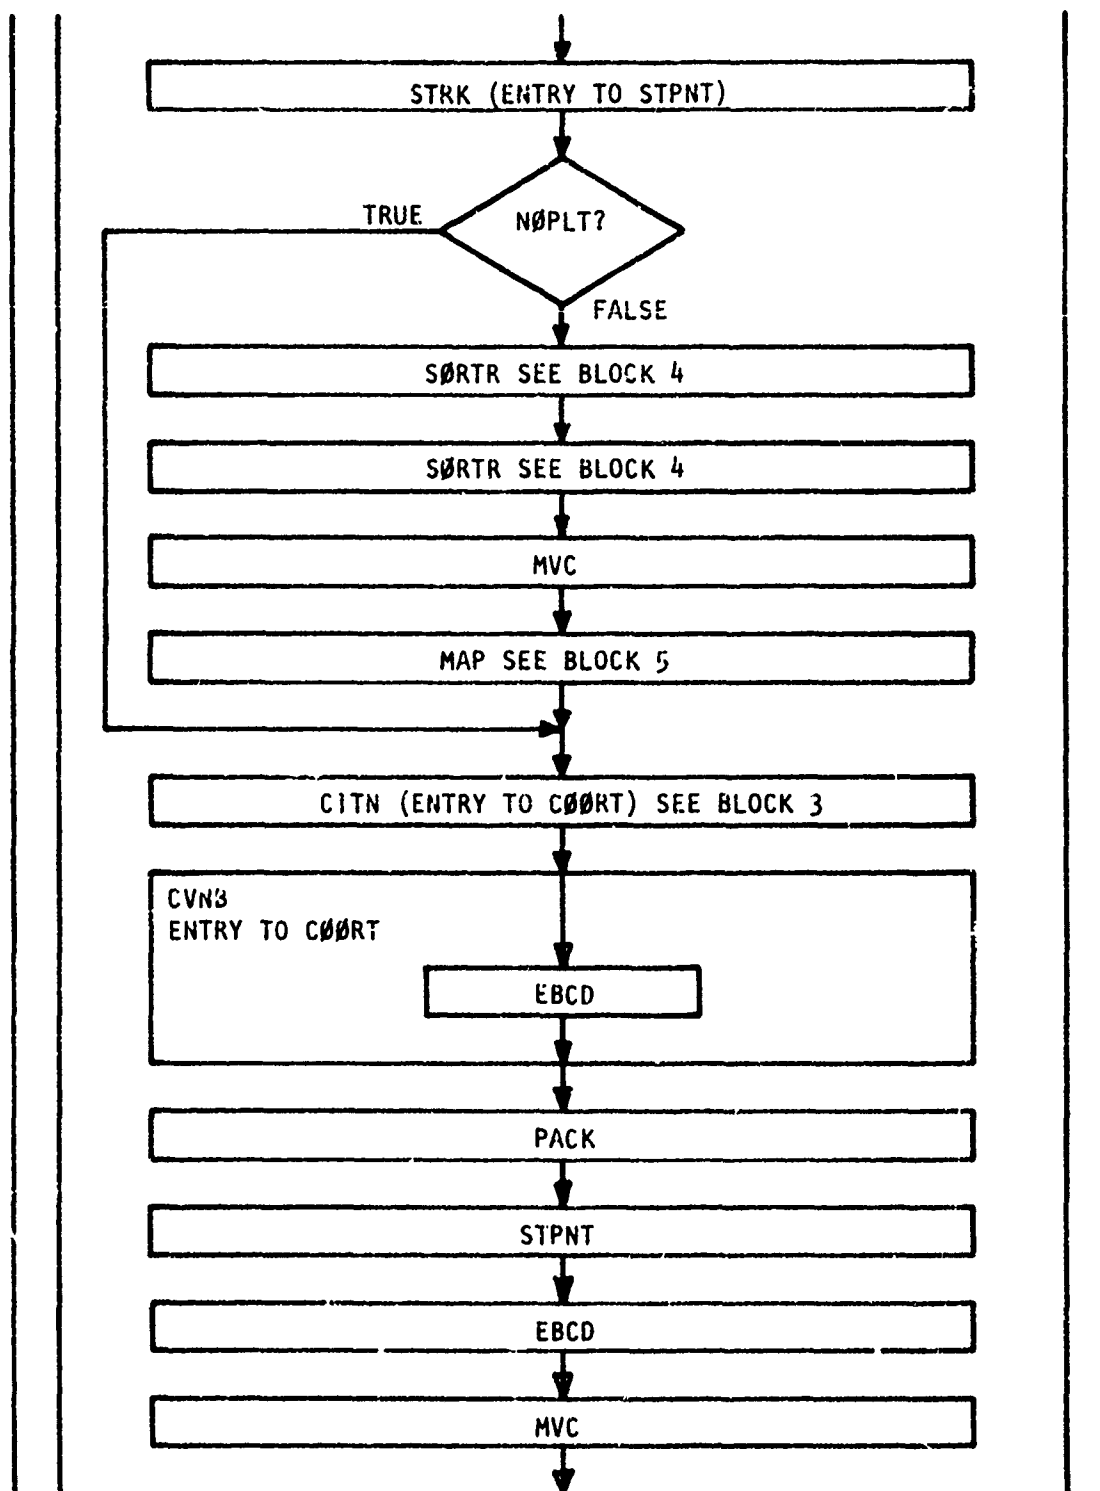 STRK (ENTRY TO STPNT)
NØPLT?
TRUE
FALSE
SØRTR SEE BLOCK 4
SØRTR SEE BLOCK 4
MVC
MAP SEE BLOCK 5
CITN (ENTRY TO CØØRT) SEE BLOCK 3
CVNB
ENTRY TO CØØRT
EBCD
PACK
STPNT
EBCD
MVC